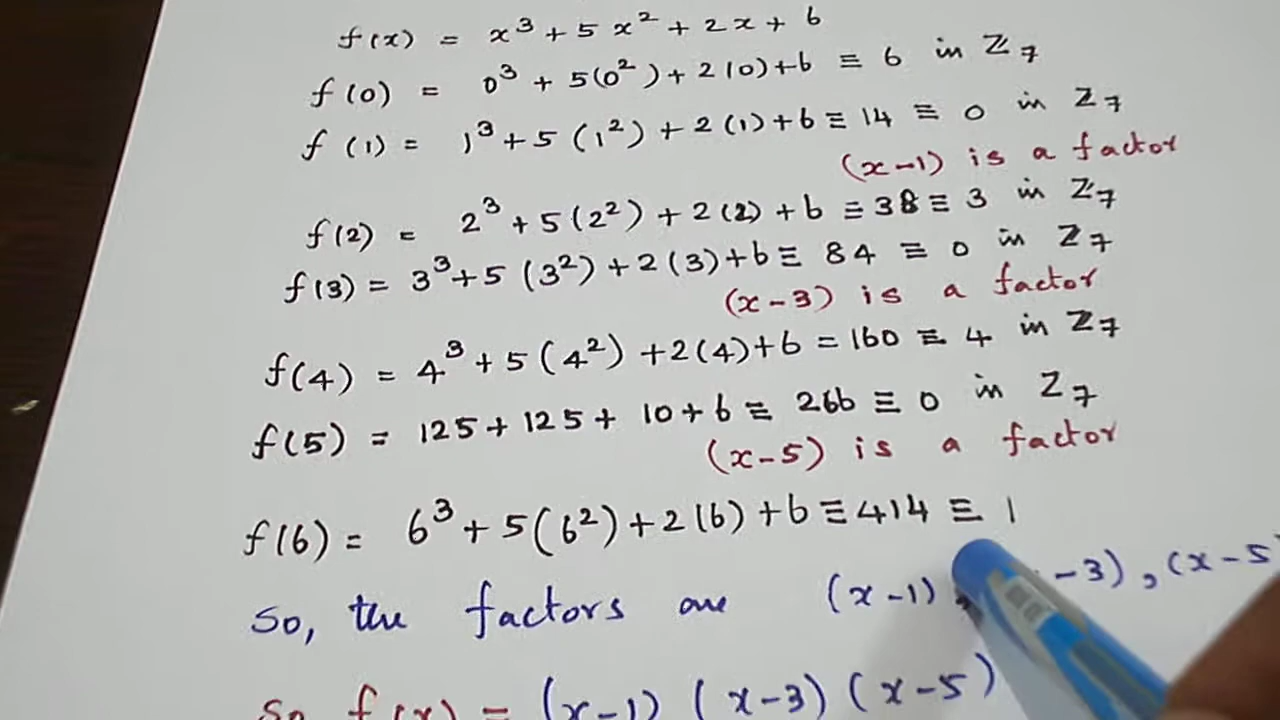 f(x) = x³ + 5x² + 2x + 6
f(0) = 0³ + 5(0²) + 2(0) + 6 ≡ 6 in Z₇
f(1) = 1³ + 5(1²) + 2(1) + 6 ≡ 14 ≡ 0 in Z₇
(x-1) is a factor
f(2) = 2³ + 5(2²) + 2(2) + 6 ≡ 38 ≡ 3 in Z₇
f(3) = 3³ + 5(3²) + 2(3) + 6 ≡ 84 ≡ 0 in Z₇
(x-3) is a factor
f(4) = 4³ + 5(4²) + 2(4) + 6 = 160 ≡ 4 in Z₇
f(5) = 125 + 125 + 10 + 6 ≡ 266 ≡ 0 in Z₇
(x-5) is a factor
f(6) = 6³ + 5(6²) + 2(6) + 6 ≡ 414 ≡ 1
So, the factors are (x-1), -3), (x-5)
So f(x) = (x-1) (x-3) (x-5)